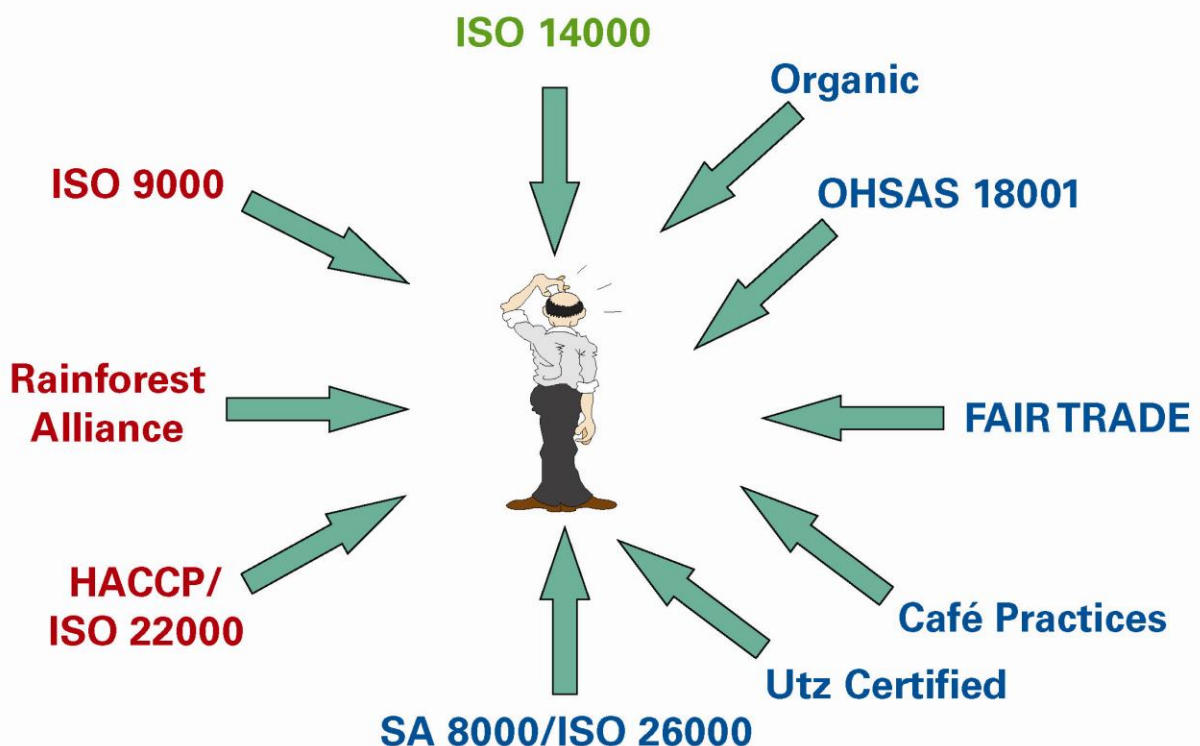 ISO 14000
Organic
ISO 9000
OHSAS 18001
Rainforest
Alliance
FAIR TRADE
HACCP/
ISO 22000
Café Practices
Utz Certified
SA 8000/ISO 26000